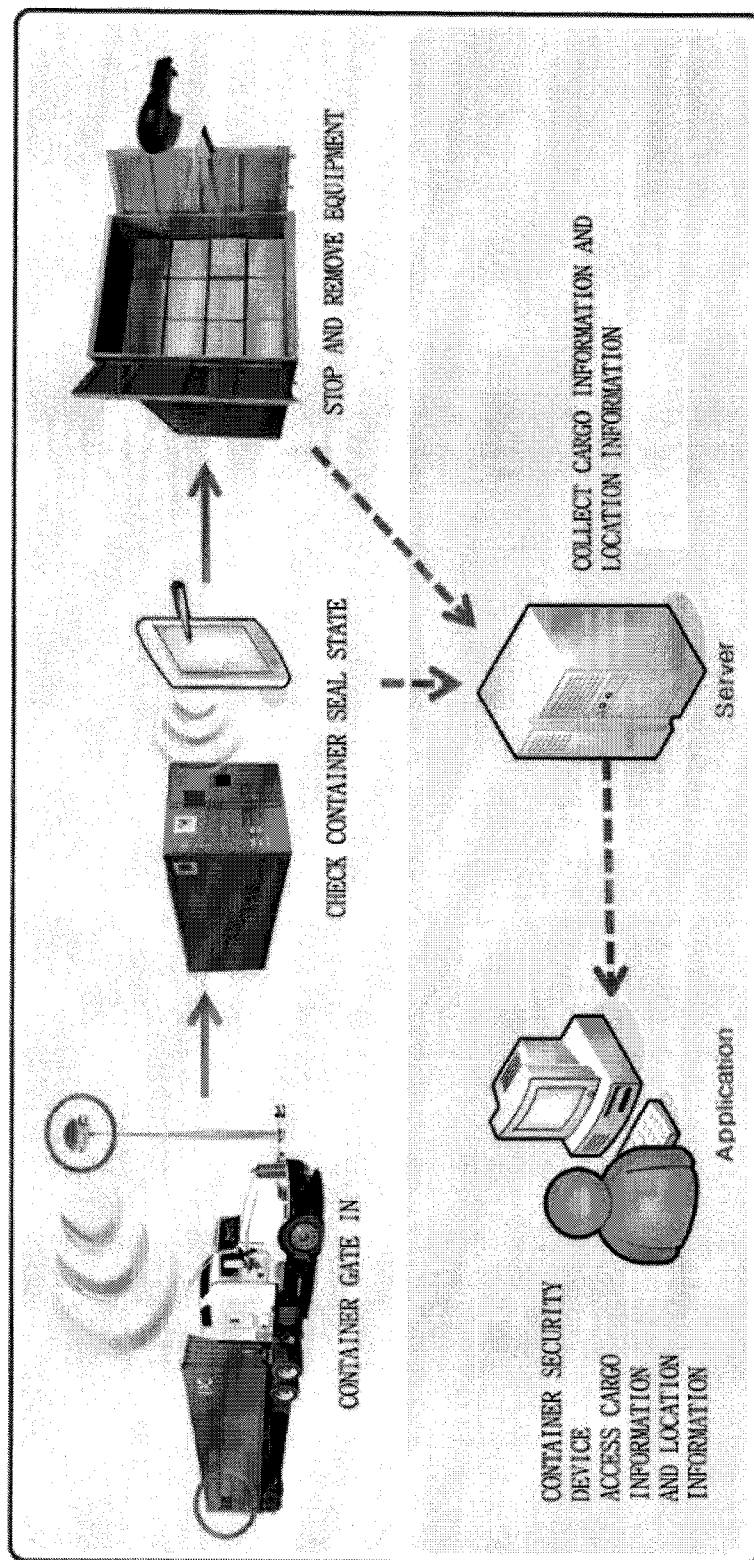 CONTAINER GATE IN
CHECK CONTAINER SEAL STATE
STOP AND REMOVE EQUIPMENT
CONTAINER SECURITY
DEVICE
ACCESS CARGO
INFORMATION
AND LOCATION
INFORMATION
Application
Server
COLLECT CARGO INFORMATION AND
LOCATION INFORMATION